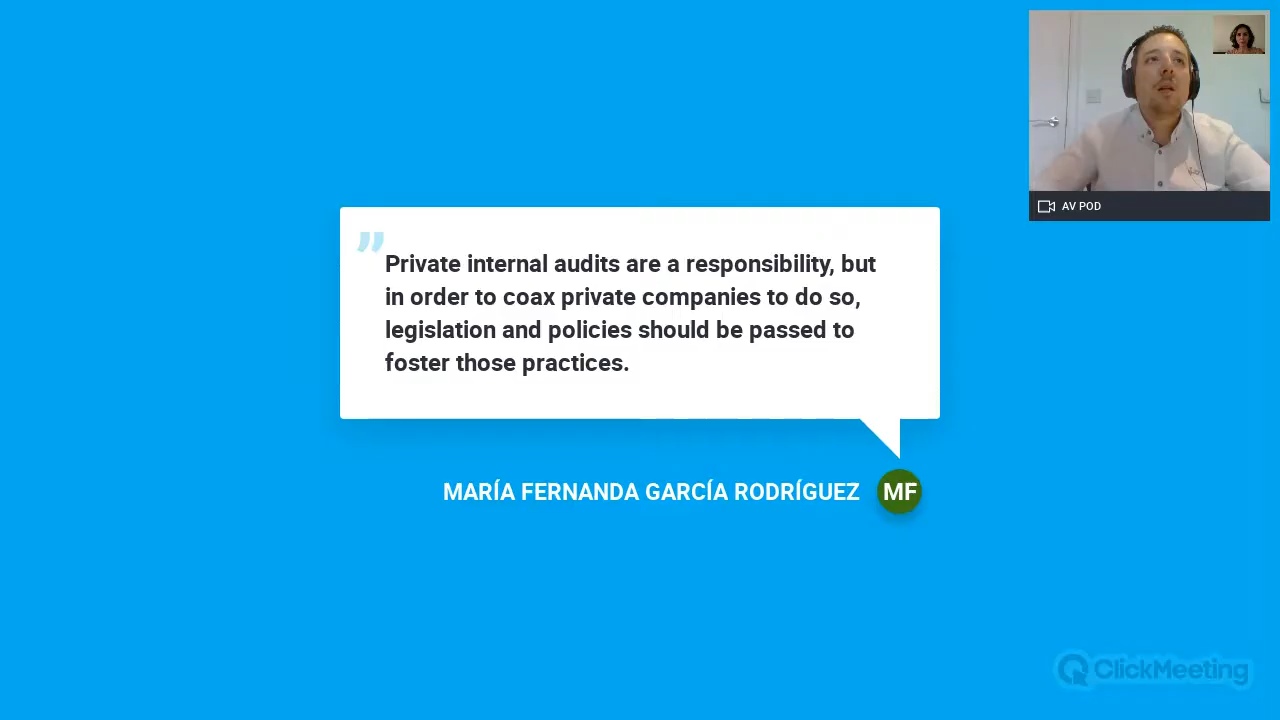 AV POD
”
Private internal audits are a responsibility, but
in order to coax private companies to do so,
legislation and policies should be passed to
foster those practices.
MARÍA FERNANDA GARCÍA RODRÍGUEZ MF
ClickMeeting